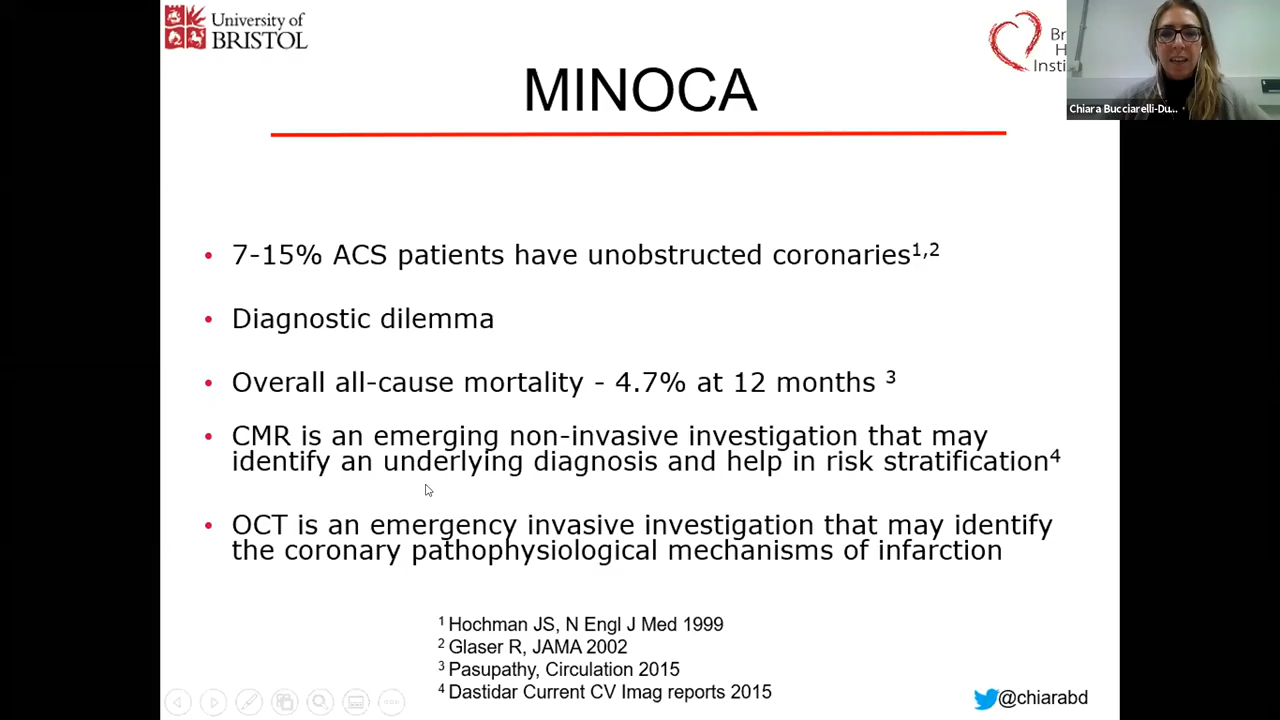 University of
BRISTOL
Br
H
Insti
Chiara Bucciarelli-Du...
MINOCA
• 7-15% ACS patients have unobstructed coronaries1,2
• Diagnostic dilemma
• Overall all-cause mortality - 4.7% at 12 months 3
• CMR is an emerging non-invasive investigation that may
identify an underlying diagnosis and help in risk stratification4
• OCT is an emergency invasive investigation that may identify
the coronary pathophysiological mechanisms of infarction
1 Hochman JS, N Engl J Med 1999
2 Glaser R, JAMA 2002
3 Pasupathy, Circulation 2015
4 Dastidar Current CV Imag reports 2015
@chiarabd